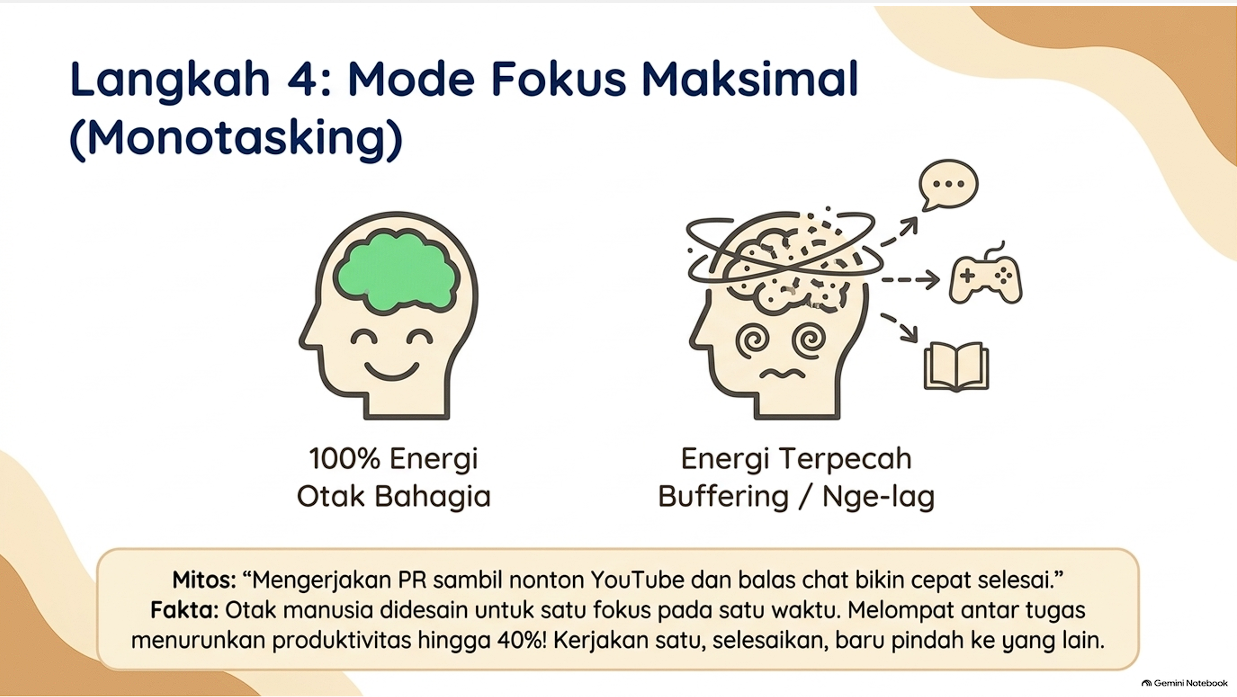 Langkah 4: Mode Fokus Maksimal
(Monotasking)
100% Energi
Otak Bahagia
Energi Terpecah
Buffering / Nge-lag
Mitos: “Mengerjakan PR sambil nonton YouTube dan balas chat bikin cepat selesai.”
Fakta: Otak manusia didesain untuk satu fokus pada satu waktu. Melompat antar tugas
menurunkan produktivitas hingga 40%! Kerjakan satu, selesaikan, baru pindah ke yang lain.
Gemini Notebook